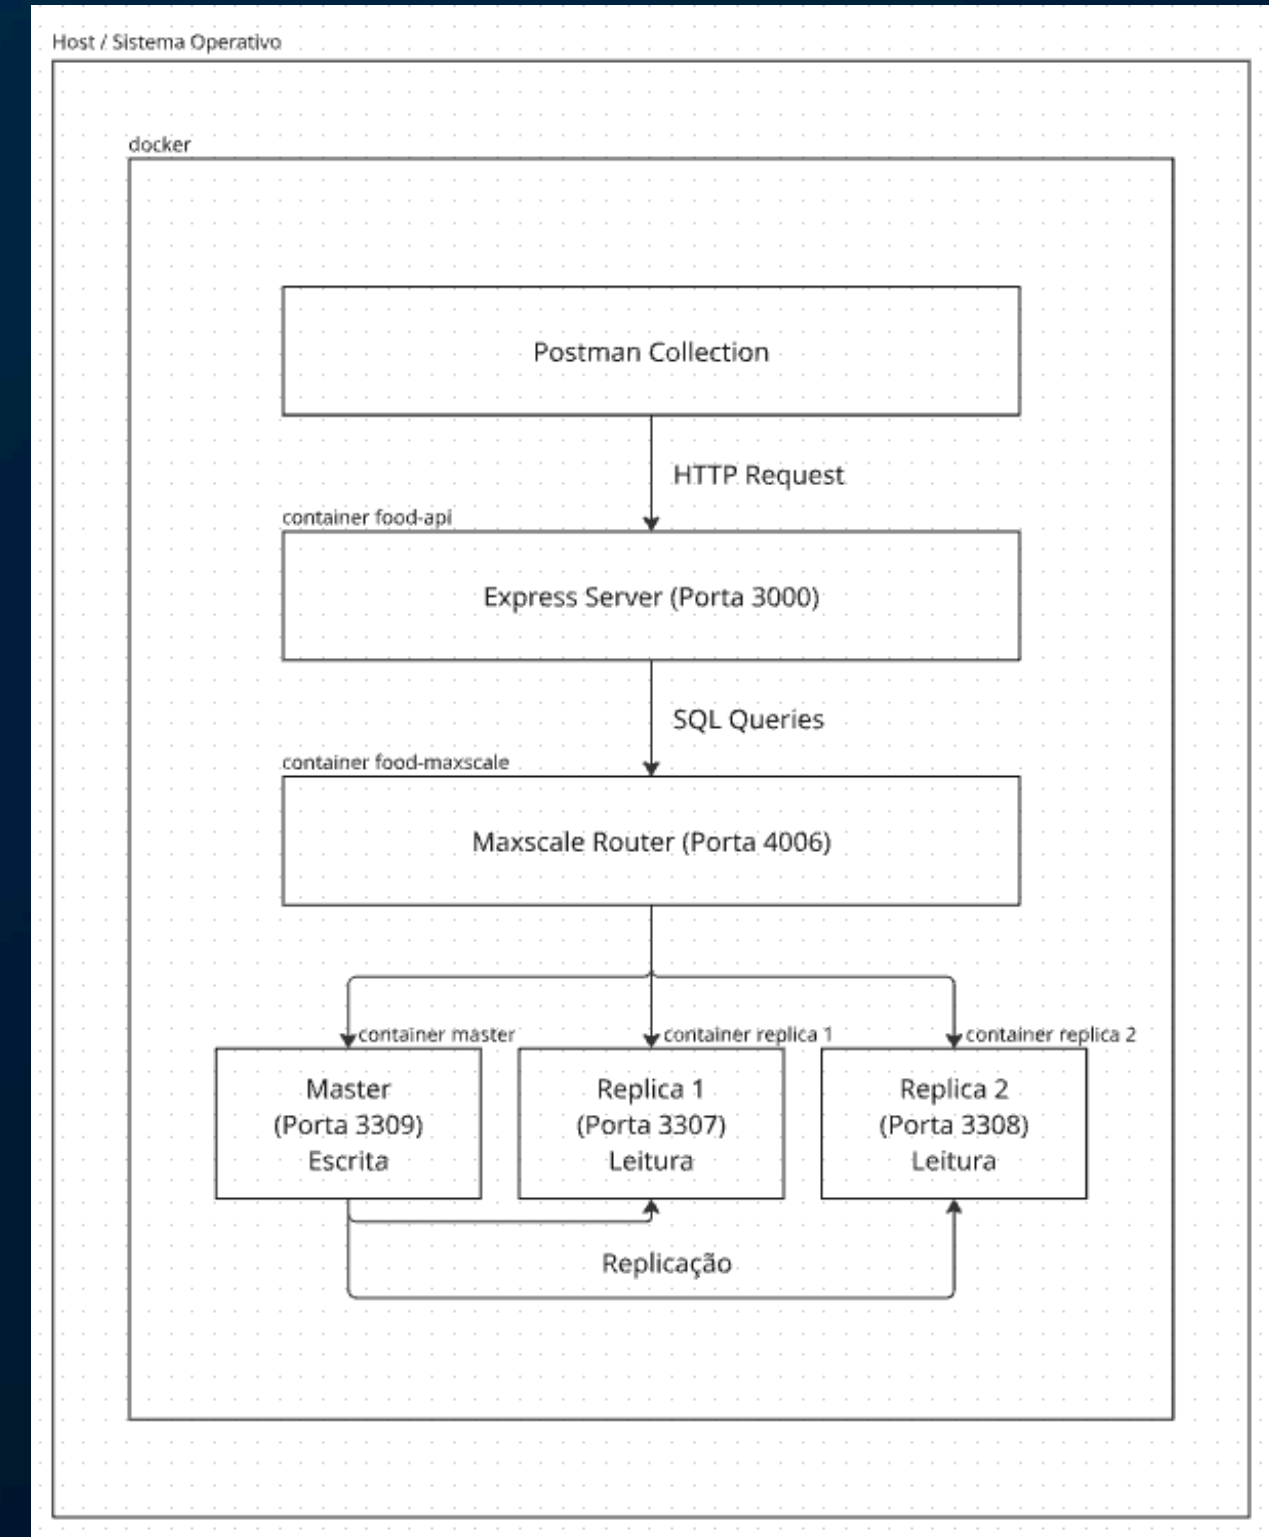 Host / Sistema Operativo
docker
Postman Collection
HTTP Request
container food-api
Express Server (Porta 3000)
SQL Queries
container food-maxscale
Maxscale Router (Porta 4006)
container master
container replica 1
container replica 2
Master
(Porta 3309)
Escrita
Replica 1
(Porta 3307)
Leitura
Replica 2
(Porta 3308)
Leitura
Replicação